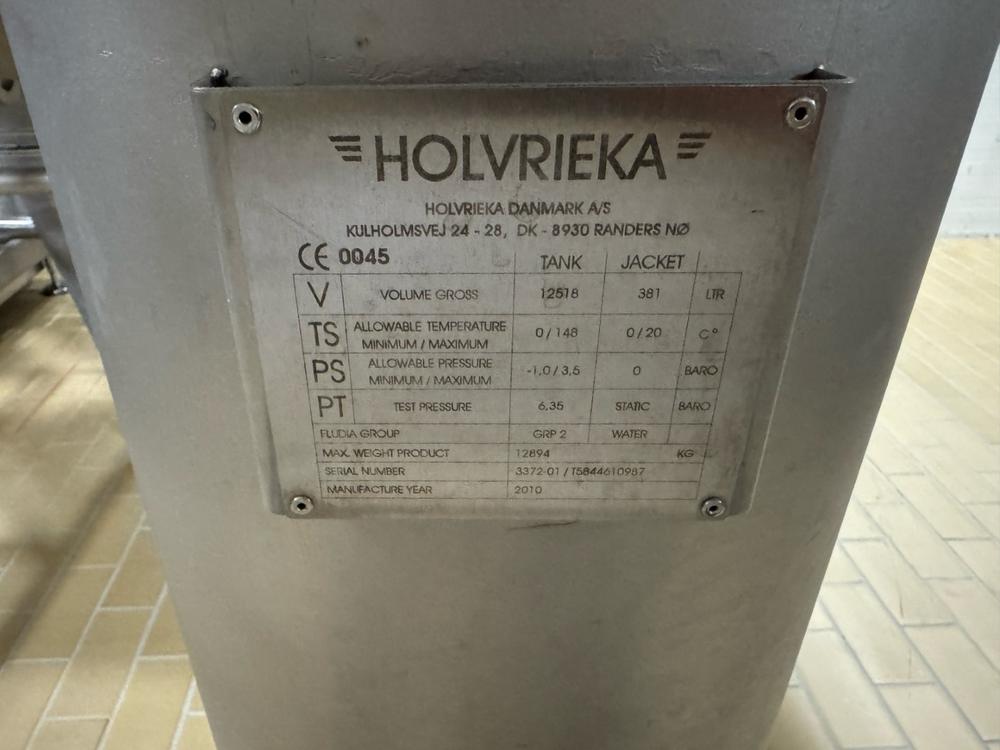 HOLVRIEKA
HOLVRIEKA DANMARK A/S
KULHOLMSVEJ 24 - 28, DK - 8930 RANDERS NØ
CE 0045 TANK JACKET
V VOLUME GROSS 12518 381 LTR
TS ALLOWABLE TEMPERATURE MINIMUM / MAXIMUM 0 / 148 0 / 20 C°
PS ALLOWABLE PRESSURE MINIMUM / MAXIMUM -1,0 / 3,5 0 BARO
PT TEST PRESSURE 6,35 STATIC BARO
FLUDIA GROUP GRP 2 WATER
MAX. WEIGHT PRODUCT 12894 KG
SERIAL NUMBER 3372-01 / T5844610987
MANUFACTURE YEAR 2010